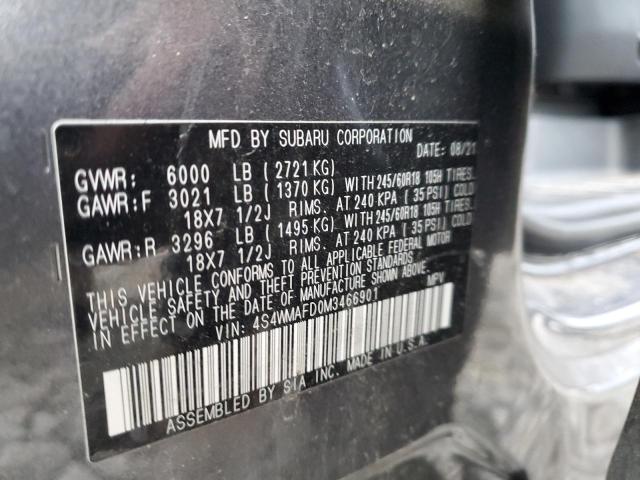 MFD BY SUBARU CORPORATION DATE: 08/21
GVWR: 6000 LB (2721 KG)
GAWR:F 3021 LB (1370 KG) WITH 245/60R18 105H TIRES.
18X7 1/2J RIMS. AT 240 KPA (35 PSI) COLD
GAWR:R 3296 LB (1495 KG) WITH 245/60R18 105H TIRES.
18X7 1/2J RIMS. AT 240 KPA (35 PSI) COLD
THIS VEHICLE CONFORMS TO ALL APPLICABLE FEDERAL MOTOR
VEHICLE SAFETY AND THEFT PREVENTION STANDARDS
IN EFFECT ON THE DATE OF MANUFACTURE SHOWN ABOVE.
VIN: 4S4WMAFD0M3466901 MPV
ASSEMBLED BY SIA INC. MADE IN U.S.A.